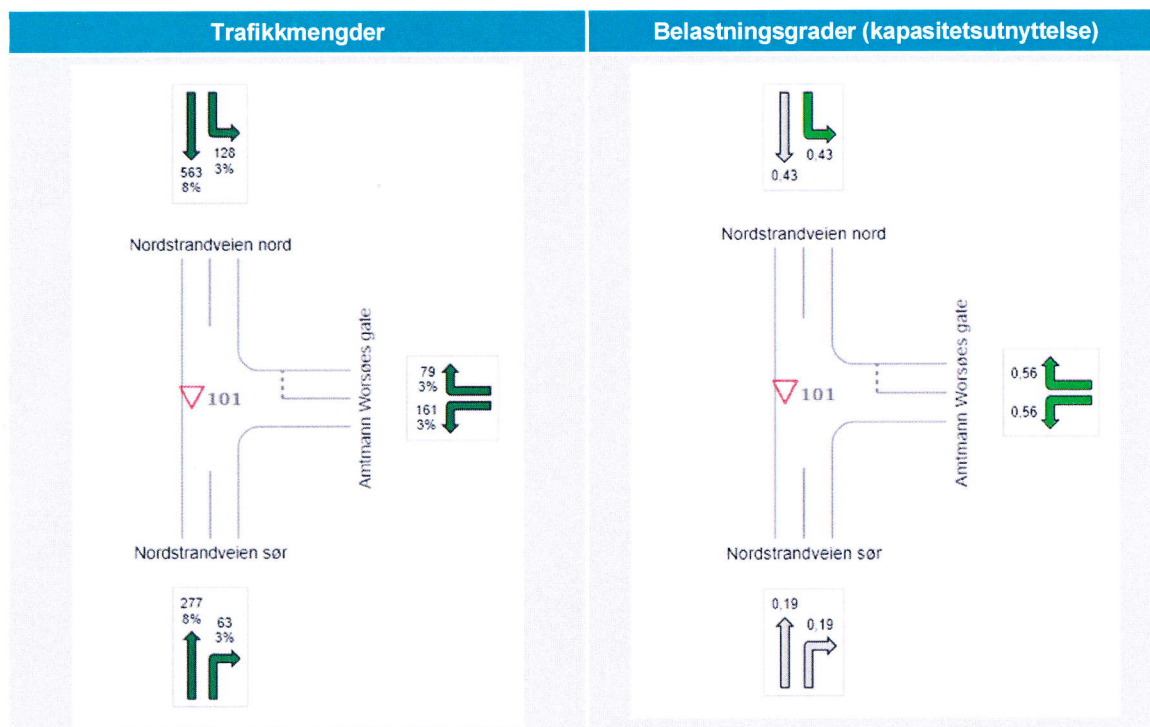 Trafikkmengder
Belastningsgrader (kapasitetsutnyttelse)
563
8%
128
3%
Nordstrandveien nord
101
Amtmann Worsøes gate
79
3%
161
3%
Nordstrandveien sør
277
8%
63
3%
0,43
0,43
Nordstrandveien nord
101
Amtmann Worsøes gate
0,56
0,56
Nordstrandveien sør
0,19
0,19